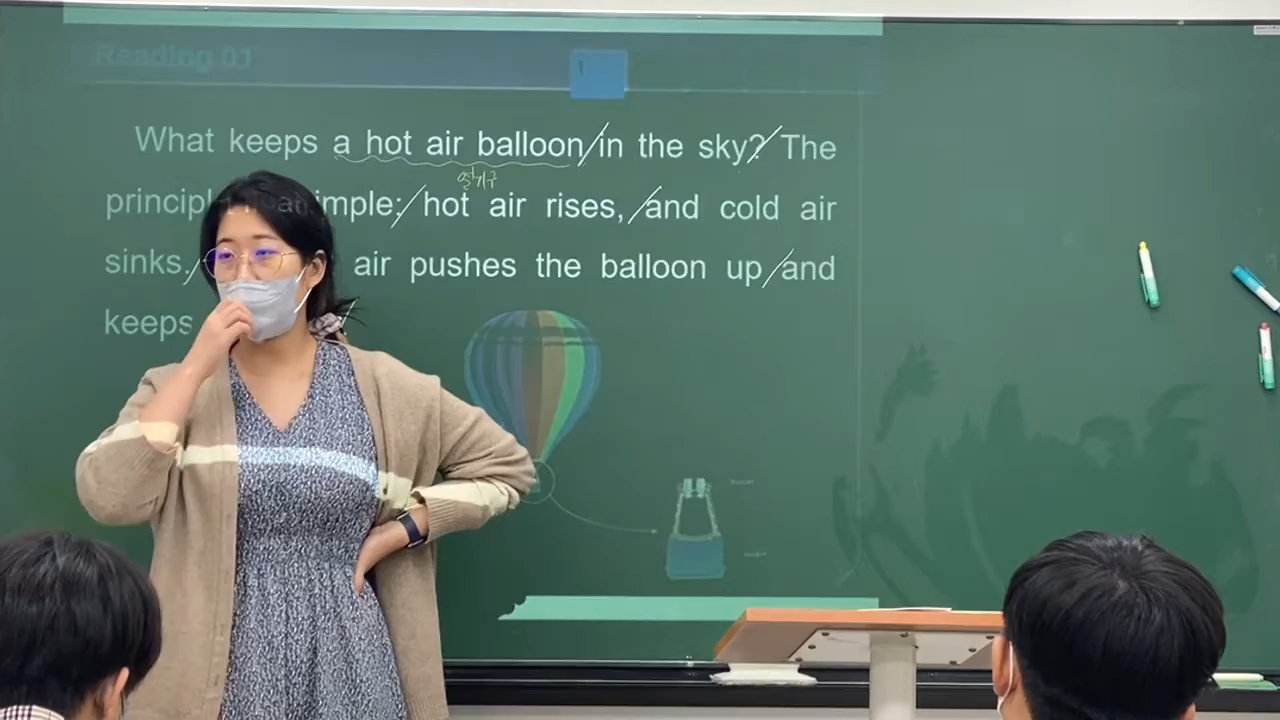 Reading 01
1
What keeps a hot air balloon/in the sky?/ The
열기구
simple;/ hot air rises,/and cold air
sinks./ air pushes the balloon up/and
keeps